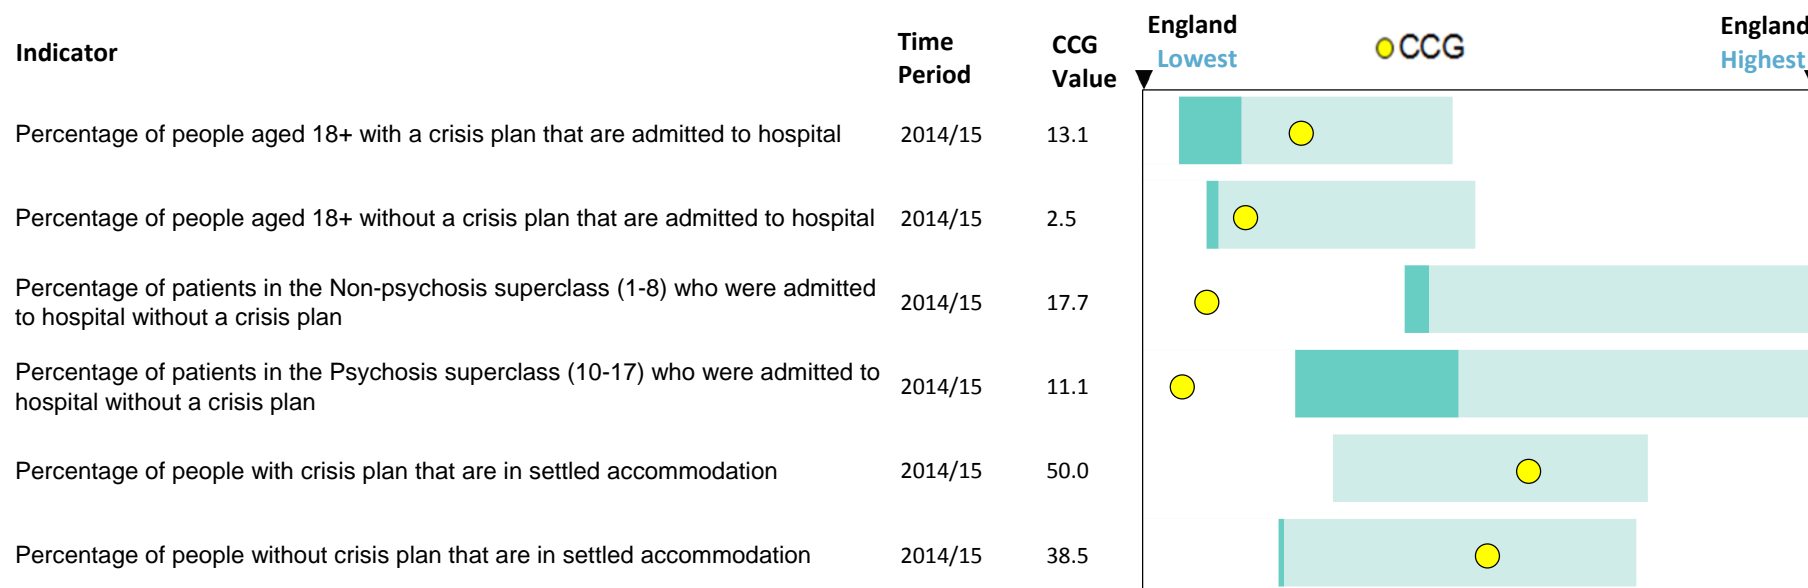 Indicator
Time
Period
CCG
Value
England
Lowest
CCG
England
Highest
Percentage of people aged 18+ with a crisis plan that are admitted to hospital 2014/15 13.1
Percentage of people aged 18+ without a crisis plan that are admitted to hospital 2014/15 2.5
Percentage of patients in the Non-psychosis superclass (1-8) who were admitted
to hospital without a crisis plan
2014/15 17.7
Percentage of patients in the Psychosis superclass (10-17) who were admitted to
hospital without a crisis plan
2014/15 11.1
Percentage of people with crisis plan that are in settled accommodation 2014/15 50.0
Percentage of people without crisis plan that are in settled accommodation 2014/15 38.5